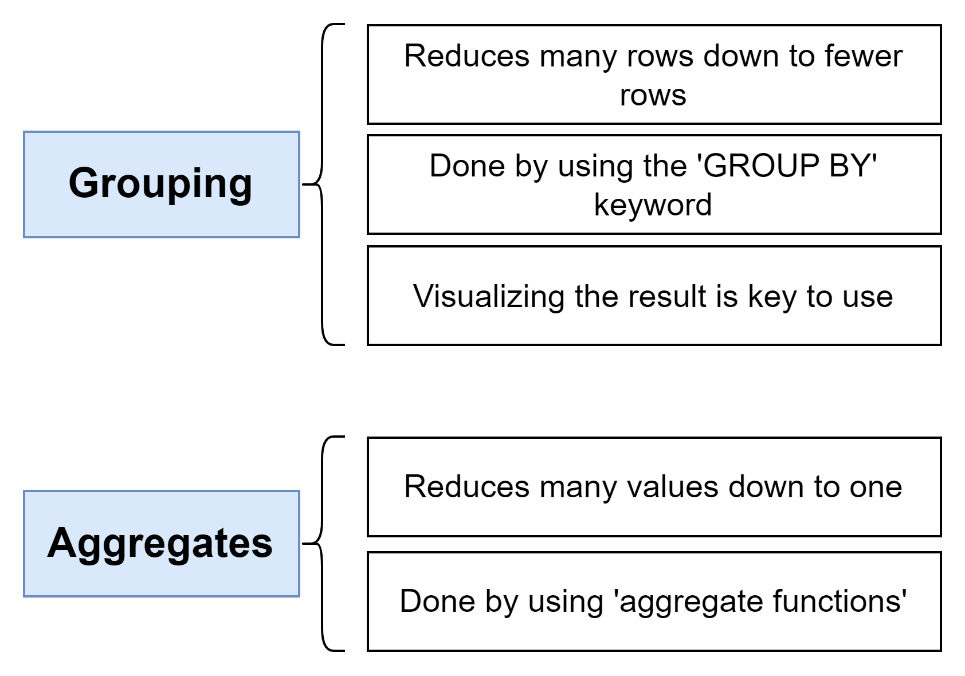 Grouping
Reduces many rows down to fewer
rows
Done by using the 'GROUP BY'
keyword
Visualizing the result is key to use
Aggregates
Reduces many values down to one
Done by using 'aggregate functions'